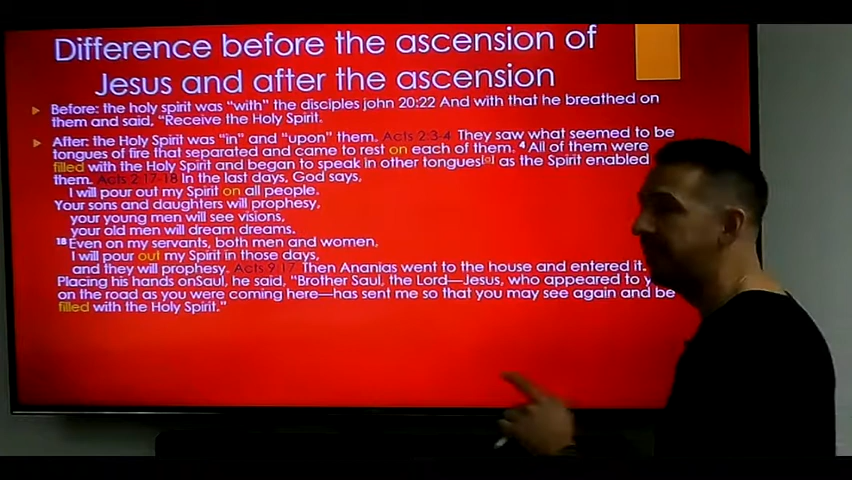 Difference before the ascension of
Jesus and after the ascension
Before: the holy spirit was "with" the disciples john 20:22 And with that he breathed on
them and said, "Receive the Holy Spirit.
After: the Holy Spirit was "in" and "upon" them. Acts 2:3-4 They saw what seemed to be
tongues of fire that separated and came to rest on each of them. ⁴ All of them were
filled with the Holy Spirit and began to speak in other tongues[a] as the Spirit enabled
them. Acts 2:17-18 In the last days, God says,
I will pour out my Spirit on all people.
Your sons and daughters will prophesy,
your young men will see visions,
your old men will dream dreams.
¹⁸ Even on my servants, both men and women,
I will pour out my Spirit in those days,
and they will prophesy. Acts 9:17 Then Ananias went to the house and entered it.
Placing his hands onSaul, he said, "Brother Saul, the Lord—Jesus, who appeared to
on the road as you were coming here—has sent me so that you may see again and be
filled with the Holy Spirit."